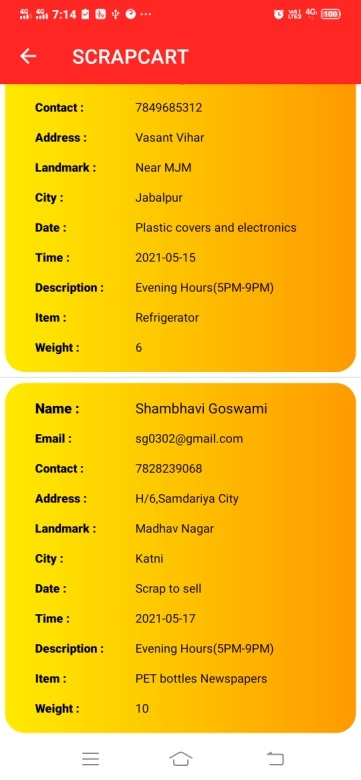 7:14
SCRAPCART
Contact : 7849685312
Address : Vasant Vihar
Landmark : Near MJM
City : Jabalpur
Date : Plastic covers and electronics
Time : 2021-05-15
Description : Evening Hours(5PM-9PM)
Item : Refrigerator
Weight : 6
Name : Shambhavi Goswami
Email : sg0302@gmail.com
Contact : 7828239068
Address : H/6,Samdariya City
Landmark : Madhav Nagar
City : Katni
Date : Scrap to sell
Time : 2021-05-17
Description : Evening Hours(5PM-9PM)
Item : PET bottles Newspapers
Weight : 10